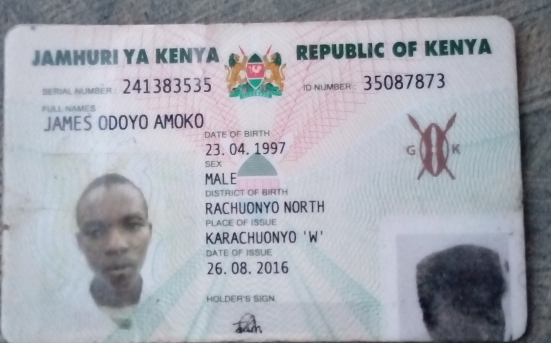 JAMHURI YA KENYA REPUBLIC OF KENYA
SERIAL NUMBER: 241383535 ID NUMBER: 35087873
FULL NAMES
JAMES ODOYO AMOKO
DATE OF BIRTH
23. 04. 1997
SEX
MALE
G K
DISTRICT OF BIRTH
RACHUONYO NORTH
PLACE OF ISSUE
KARACHUONYO 'W'
DATE OF ISSUE
26. 08. 2016
HOLDER'S SIGN